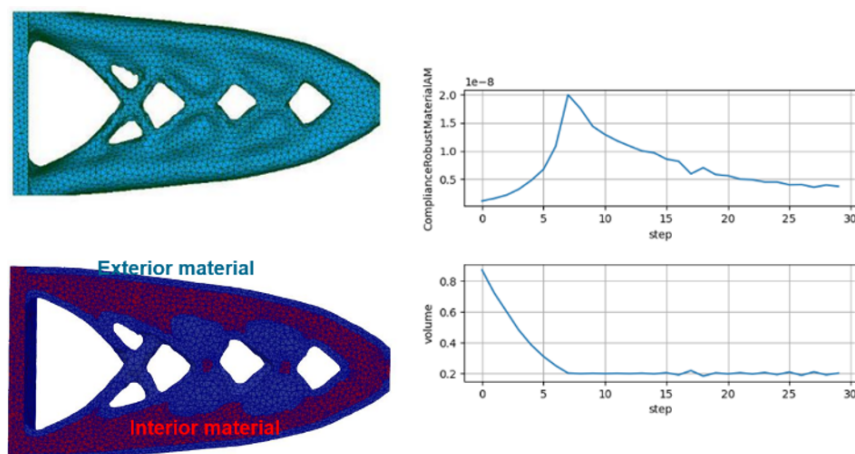 1e−8
2.0
1.5
1.0
0.5
ComplianceRobustMaterialAM
0 5 10 15 20 25 30
step
Exterior material
Interior material
0.8
0.6
0.4
0.2
volume
0 5 10 15 20 25 30
step